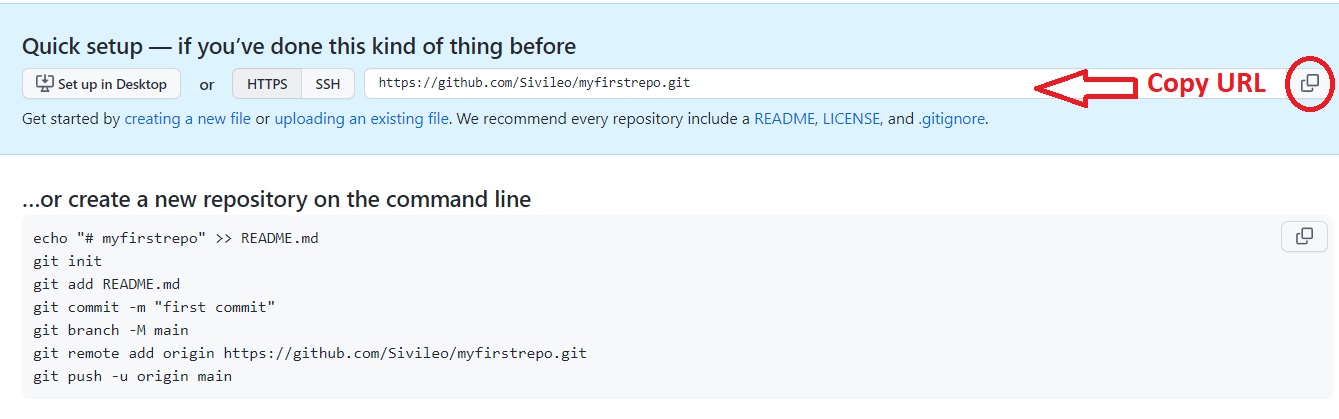 Quick setup — if you've done this kind of thing before
Set up in Desktop or HTTPS SSH https://github.com/Sivileo/myfirstrepo.git Copy URL
Get started by creating a new file or uploading an existing file. We recommend every repository include a README, LICENSE, and .gitignore.
...or create a new repository on the command line
echo "# myfirstrepo" >> README.md
git init
git add README.md
git commit -m "first commit"
git branch -M main
git remote add origin https://github.com/Sivileo/myfirstrepo.git
git push -u origin main